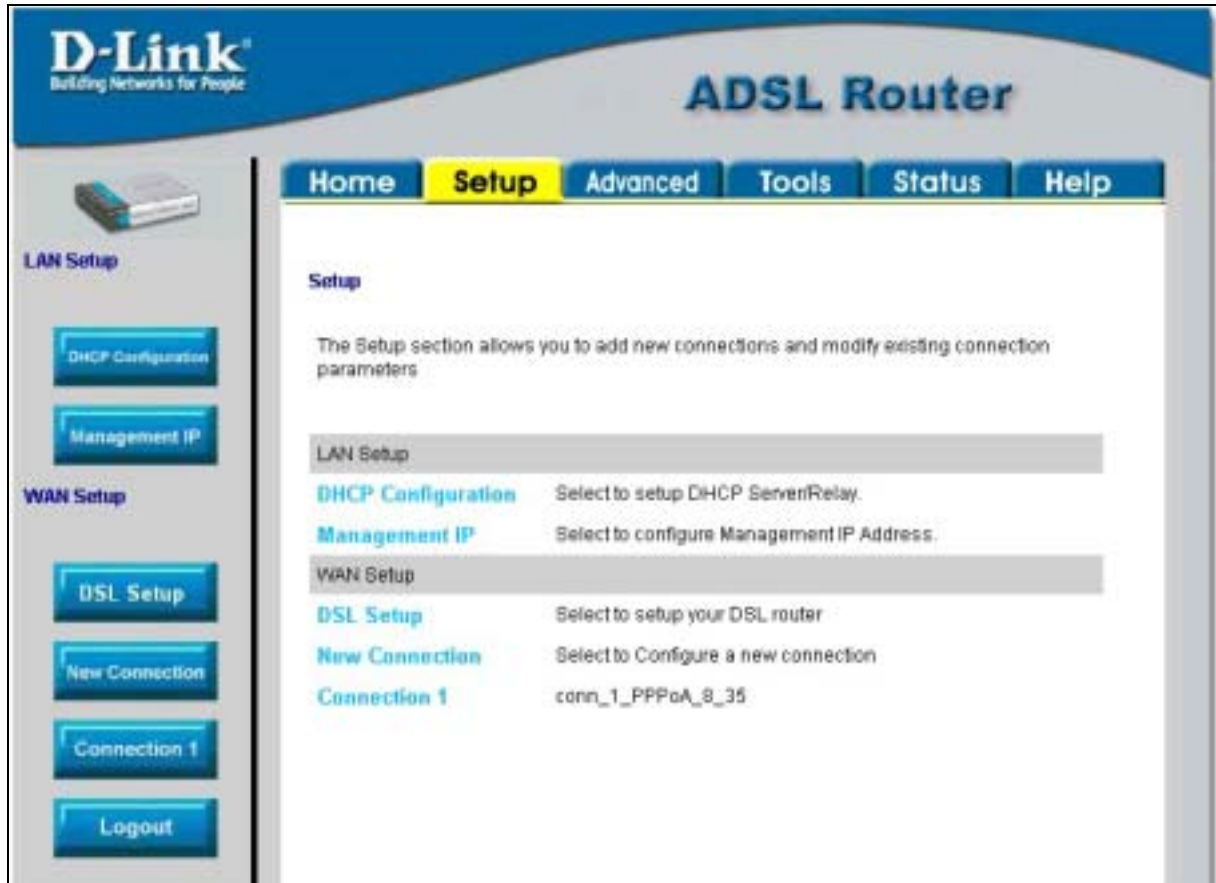 D-Link
Building Networks for People
ADSL Router
Home Setup Advanced Tools Status Help
LAN Setup
DHCP Configuration
Management IP
WAN Setup
DSL Setup
New Connection
Connection 1
Logout
Setup
The Setup section allows you to add new connections and modify existing connection
parameters
LAN Setup
DHCP Configuration Select to setup DHCP Server/Relay.
Management IP Select to configure Management IP Address.
WAN Setup
DSL Setup Select to setup your DSL router
New Connection Select to Configure a new connection
Connection 1 conn_1_PPPoA_8_35